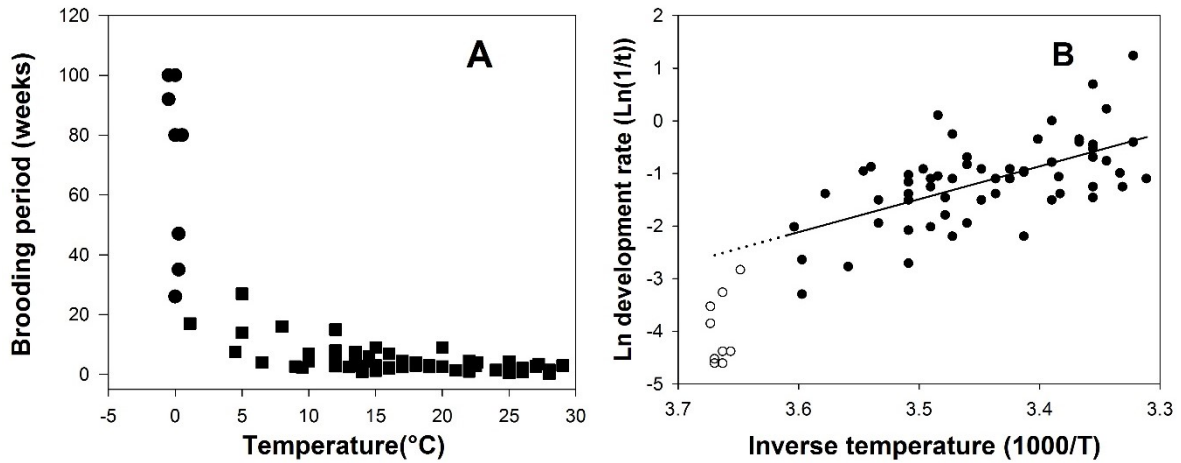 A
Brooding period (weeks)
120
100
80
60
40
20
0
-5 0 5 10 15 20 25 30
Temperature(°C)
B
Ln development rate (Ln(1/t)
2
1
0
-1
-2
-3
-4
-5
3.7 3.6 3.5 3.4 3.3
Inverse temperature (1000/T)